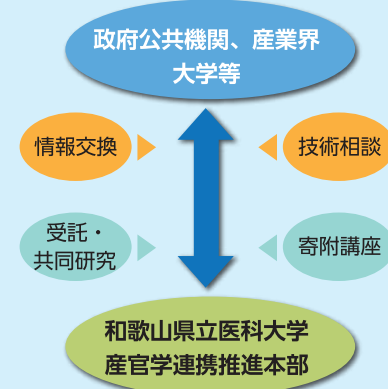 政府公共機関、産業界
大学等
情報交換
技術相談
受託・
共同研究
寄附講座
和歌山県立医科大学
産官学連携推進本部